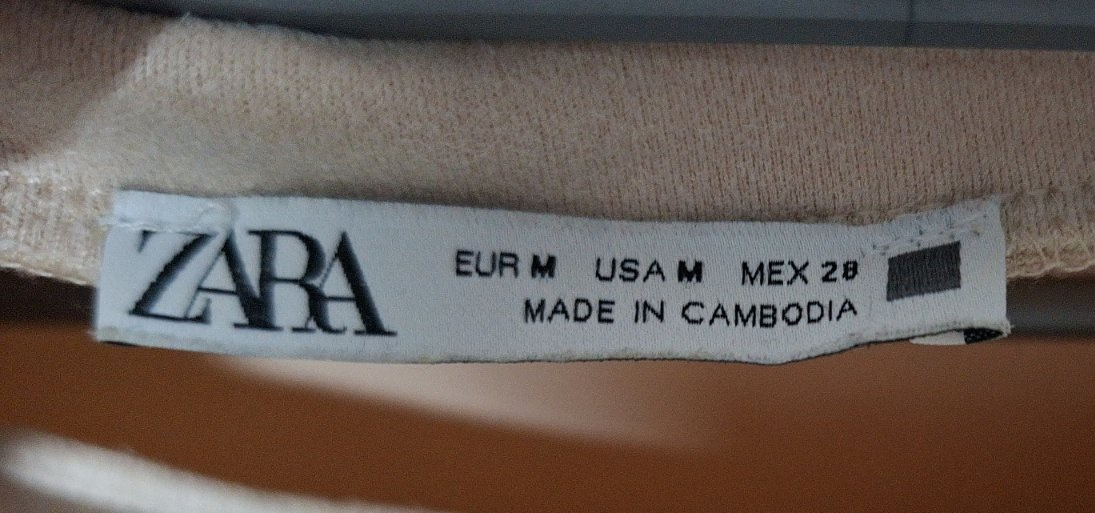 ZARA
EUR M USA M MEX 28
MADE IN CAMBODIA